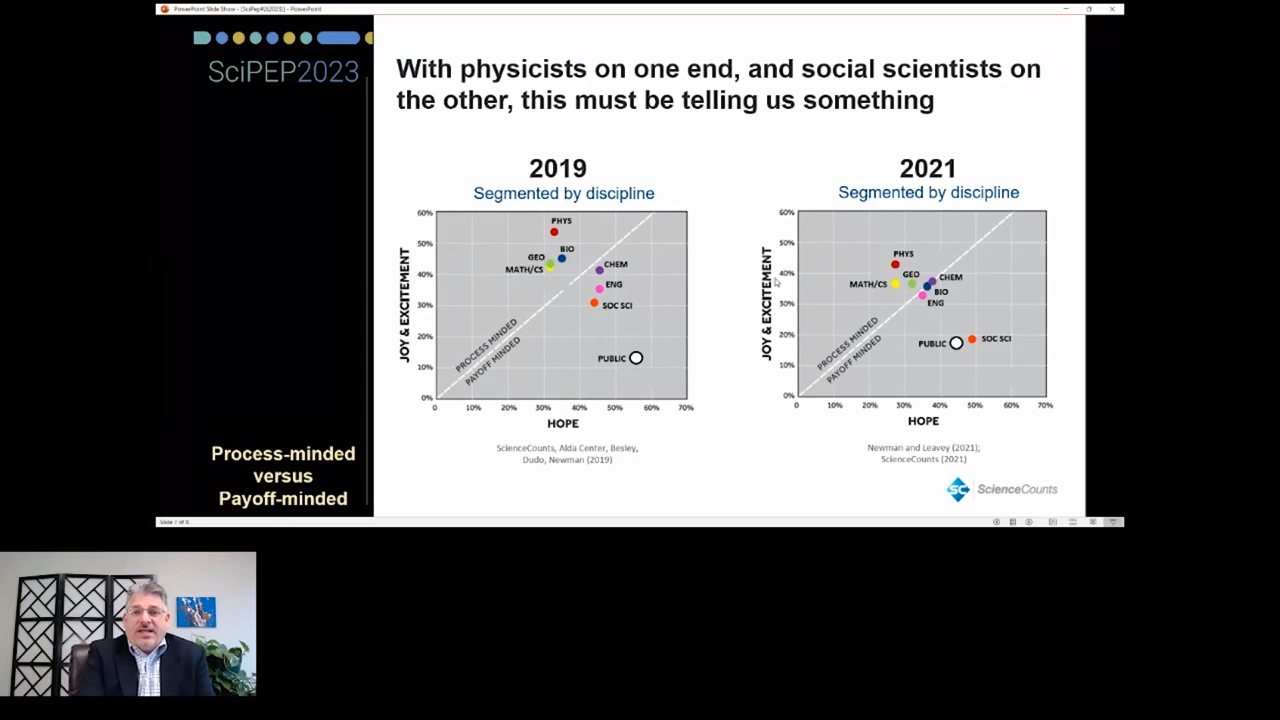 PowerPoint Slide Show - [SciPep#2(2023)] - PowerPoint
SciPEP2023
With physicists on one end, and social scientists on
the other, this must be telling us something
2019
Segmented by discipline
60%
50%
40%
30%
20%
10%
0%
JOY & EXCITEMENT
PHYS
BIO
GEO
MATH/CS
CHEM
ENG
SOC SCI
PUBLIC
PROCESS MINDED
PAYOFF MINDED
0 10% 20% 30% 40% 50% 60% 70%
HOPE
ScienceCounts, Alda Center, Besley,
Dudo, Newman (2019)
2021
Segmented by discipline
60%
50%
40%
30%
20%
10%
0%
JOY & EXCITEMENT
PHYS
GEO
CHEM
MATH/CS
BIO
ENG
PUBLIC
SOC SCI
PROCESS MINDED
PAYOFF MINDED
0 10% 20% 30% 40% 50% 60% 70%
HOPE
Newman and Leavey (2021);
ScienceCounts (2021)
Process-minded
versus
Payoff-minded
SC ScienceCounts
Slide 7 of 8